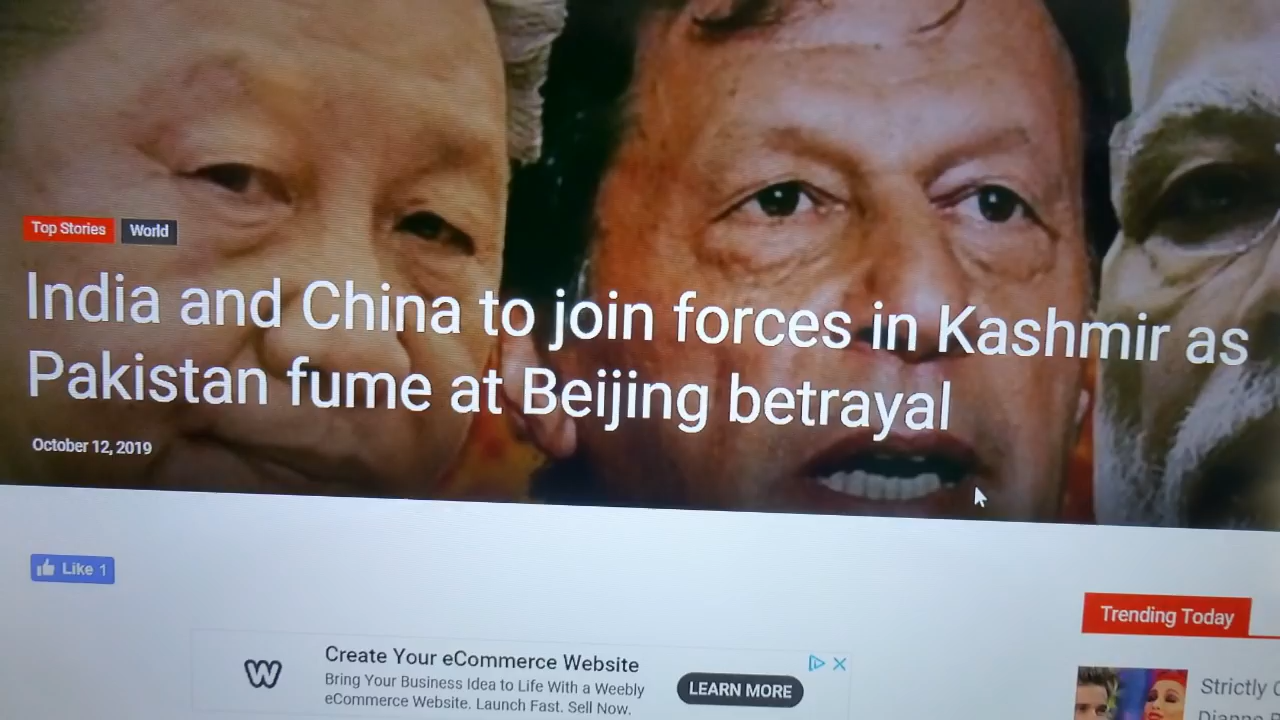 Top Stories World
India and China to join forces in Kashmir as
Pakistan fume at Beijing betrayal
October 12, 2019
Like 1
Trending Today
Create Your eCommerce Website
Bring Your Business Idea to Life With a Weebly
eCommerce Website. Launch Fast. Sell Now.
LEARN MORE
Strictly